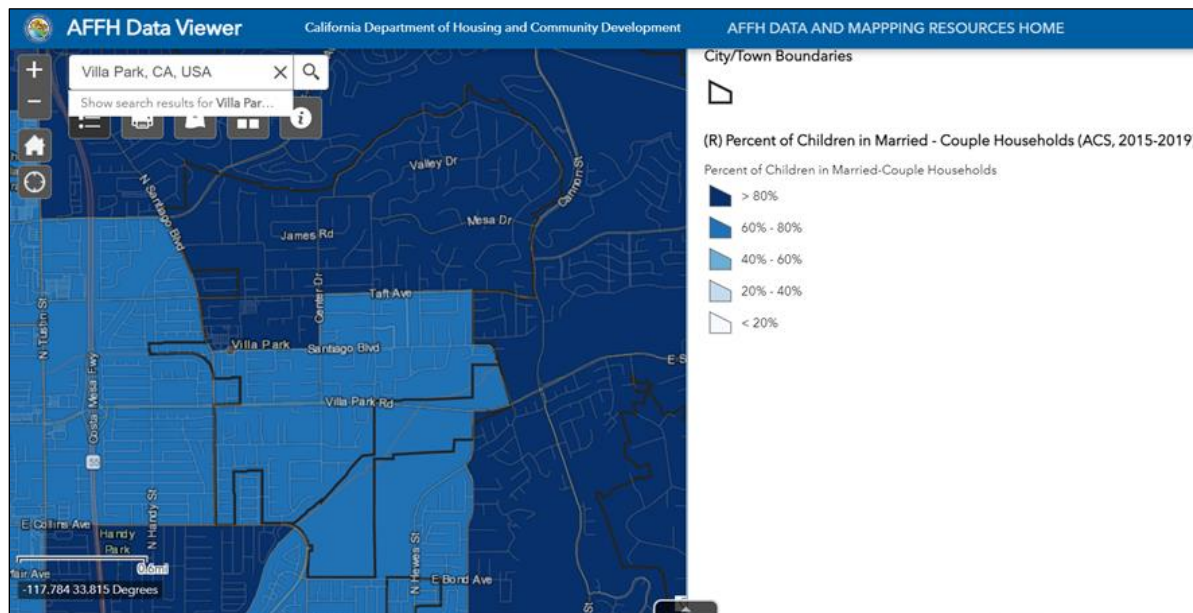 AFFH Data Viewer
California Department of Housing and Community Development
AFFH DATA AND MAPPPING RESOURCES HOME
+
−
Villa Park, CA, USA
Show search results for Villa Par...
City/Town Boundaries
(R) Percent of Children in Married - Couple Households (ACS, 2015-2019
Percent of Children in Married-Couple Households
> 80%
60% - 80%
40% - 60%
20% - 40%
< 20%
Valley Dr
Cannon St
N Santiago Blvd
Mesa Dr
James Rd
Center Dr
Taft Ave
N Tustin St
Villa Park
Santiago Blvd
E S
Costa Mesa Fwy
Villa Park Rd
55
N Handy St
E Collins Ave
Handy
Park
0.6mi
N Hewes St
E Bond Ave
-117.784 33.815 Degrees